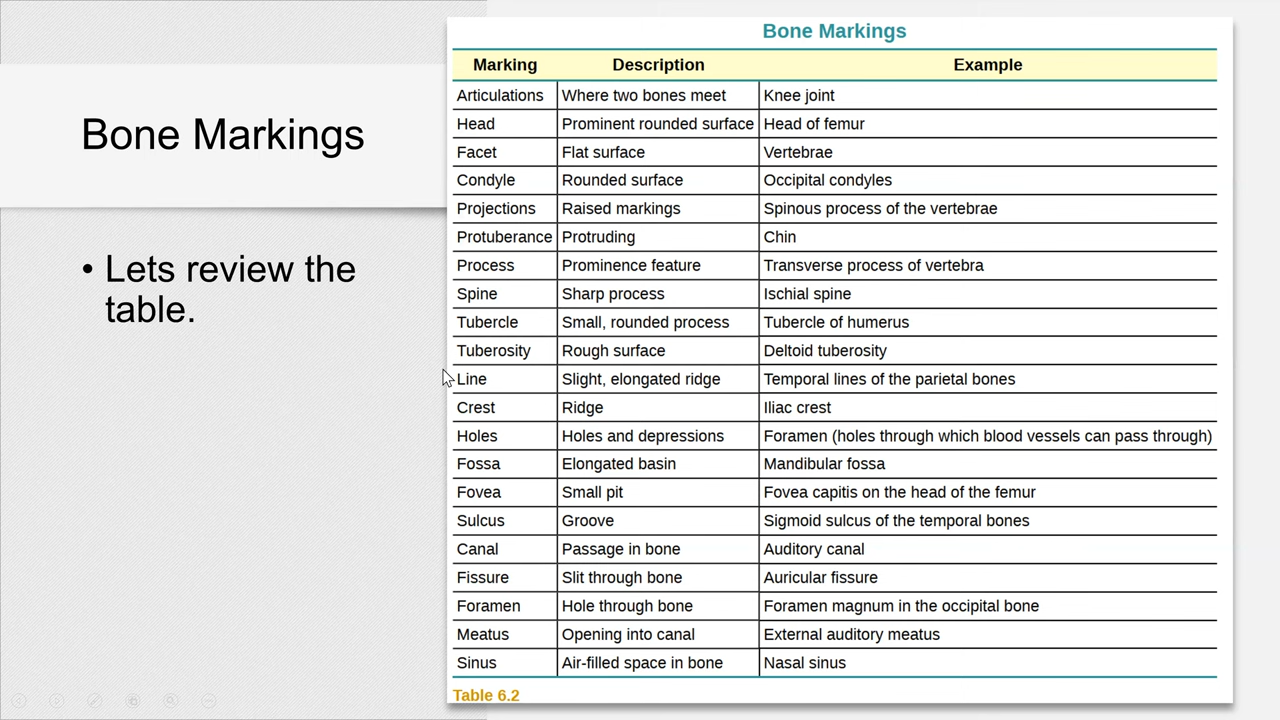 Bone Markings
• Lets review the
table.
Bone Markings
Marking Description Example
Articulations Where two bones meet Knee joint
Head Prominent rounded surface Head of femur
Facet Flat surface Vertebrae
Condyle Rounded surface Occipital condyles
Projections Raised markings Spinous process of the vertebrae
Protuberance Protruding Chin
Process Prominence feature Transverse process of vertebra
Spine Sharp process Ischial spine
Tubercle Small, rounded process Tubercle of humerus
Tuberosity Rough surface Deltoid tuberosity
Line Slight, elongated ridge Temporal lines of the parietal bones
Crest Ridge Iliac crest
Holes Holes and depressions Foramen (holes through which blood vessels can pass through)
Fossa Elongated basin Mandibular fossa
Fovea Small pit Fovea capitis on the head of the femur
Sulcus Groove Sigmoid sulcus of the temporal bones
Canal Passage in bone Auditory canal
Fissure Slit through bone Auricular fissure
Foramen Hole through bone Foramen magnum in the occipital bone
Meatus Opening into canal External auditory meatus
Sinus Air-filled space in bone Nasal sinus
Table 6.2